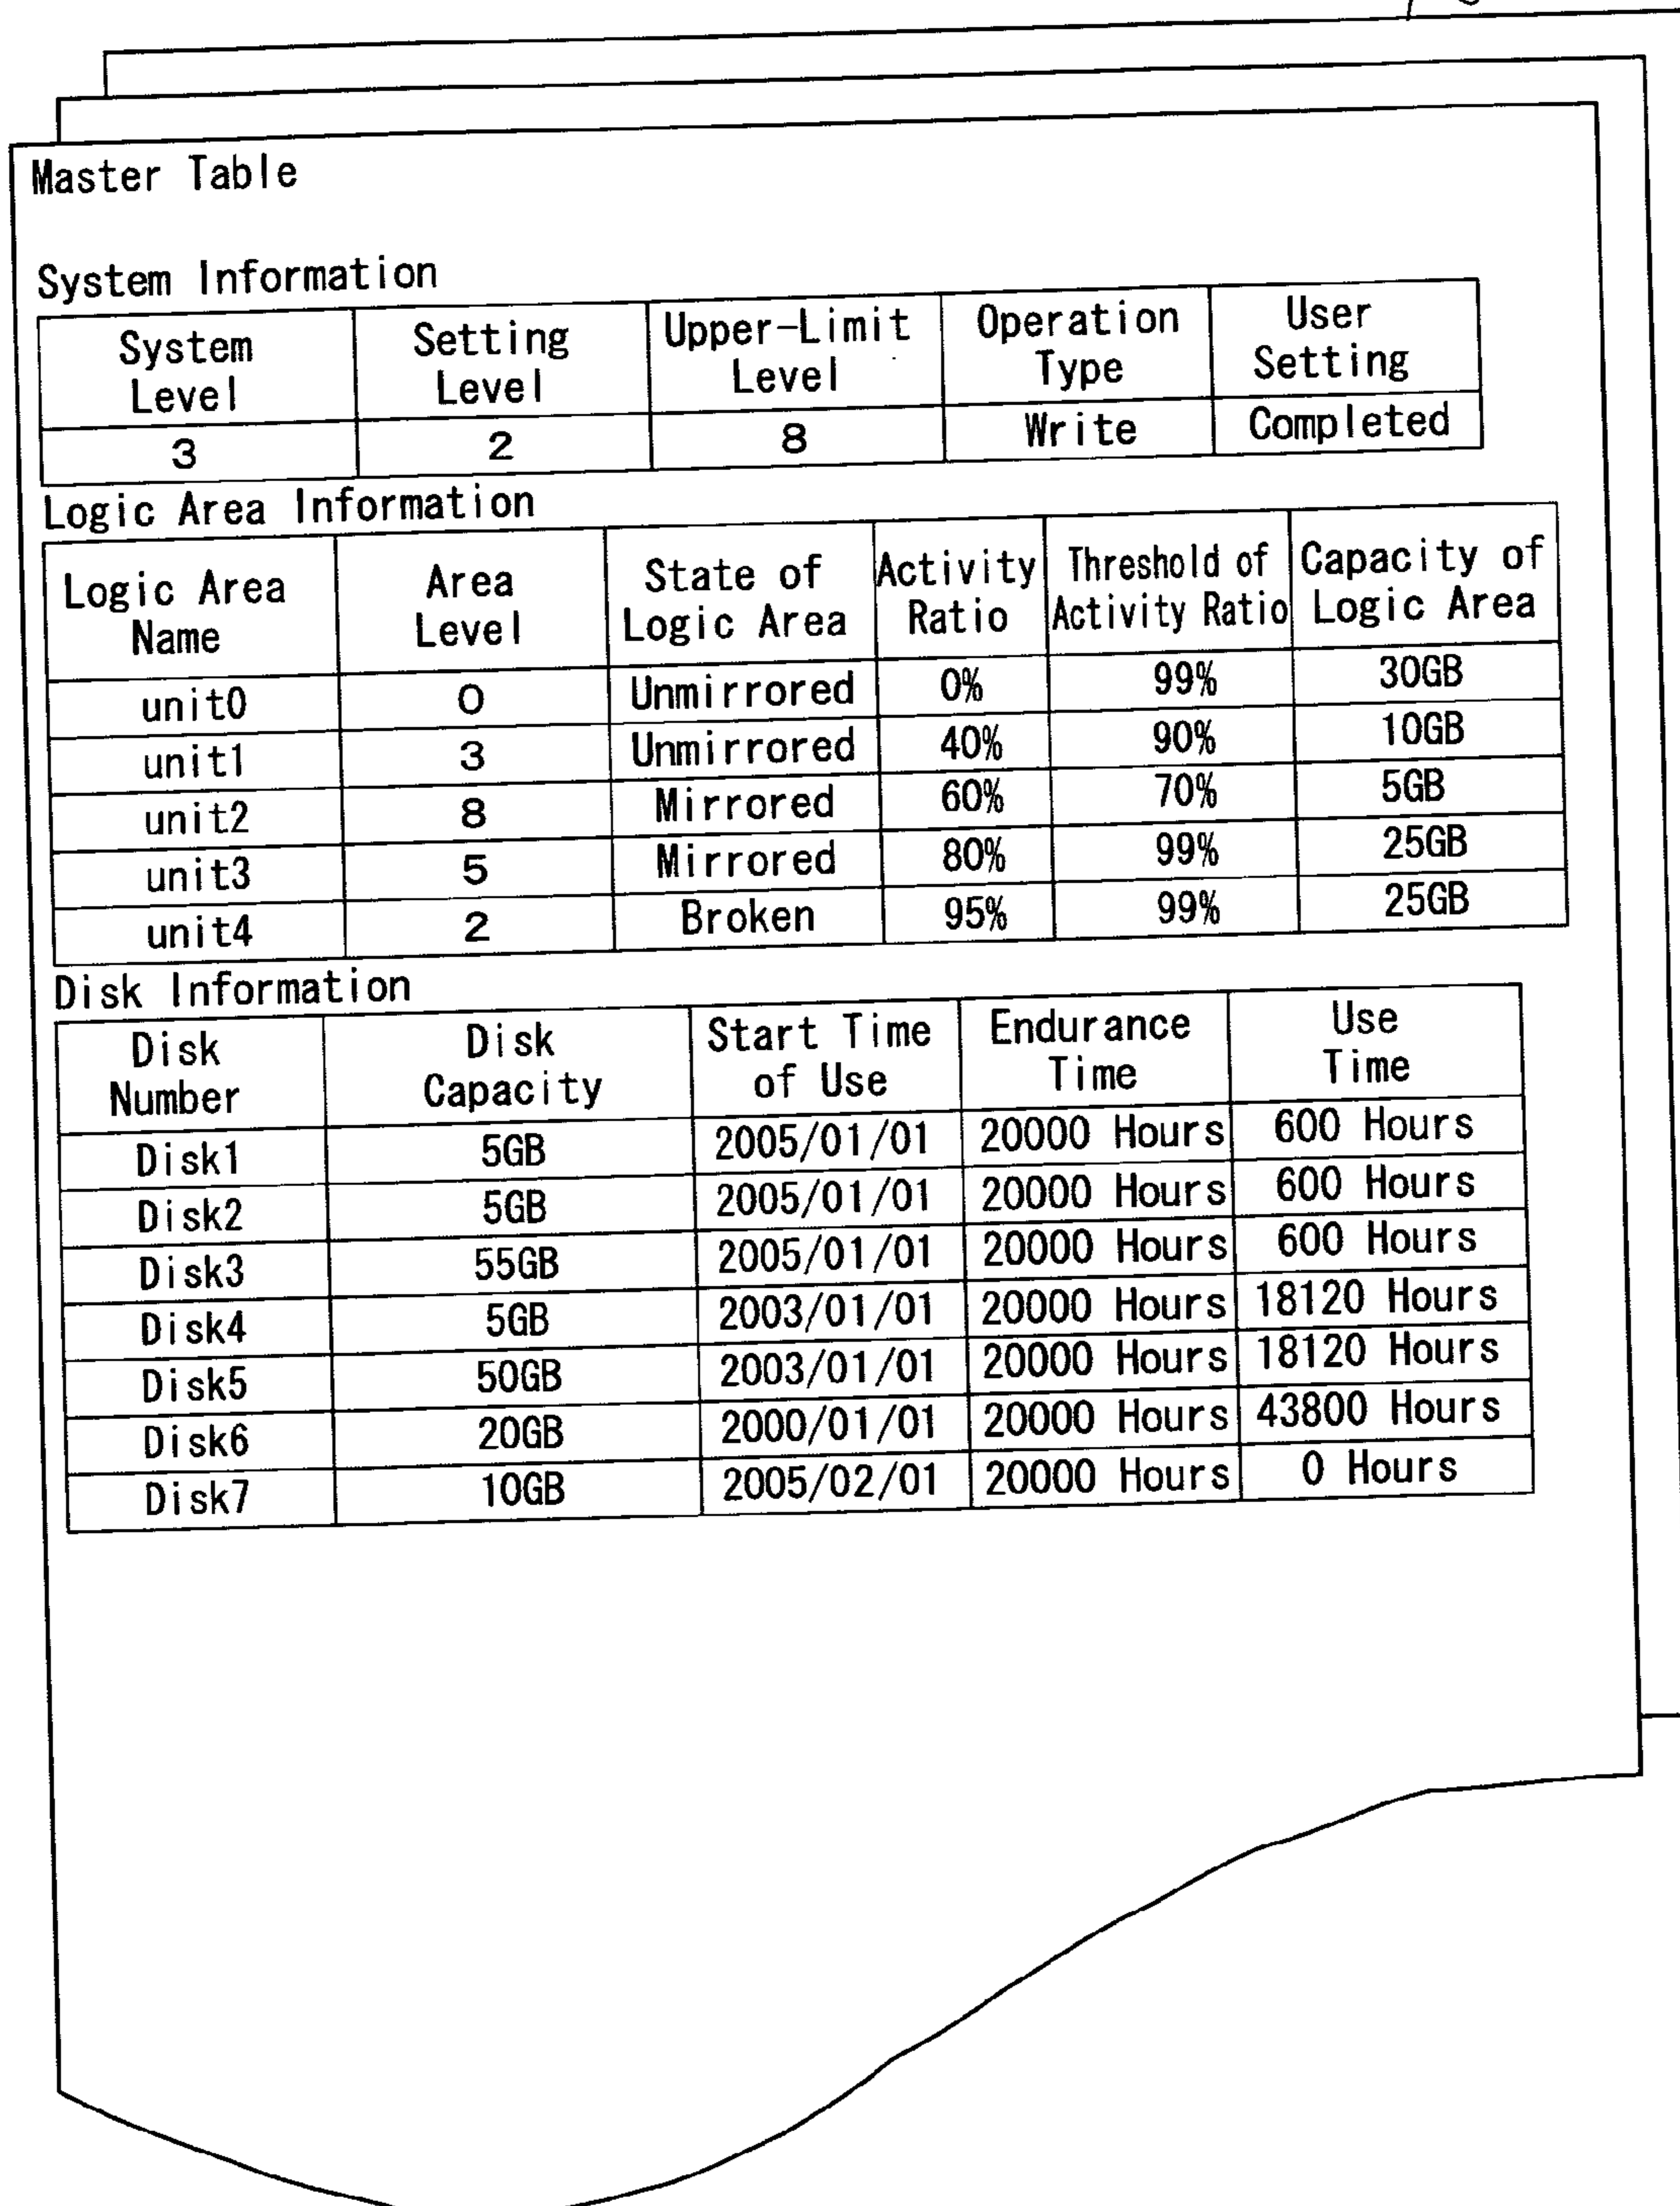 Master Table
System Information
System Level Setting Level Upper-Limit Level Operation Type User Setting
3 2 8 Write Completed
Logic Area Information
Logic Area Name Area Level State of Logic Area Activity Ratio Threshold of Activity Ratio Capacity of Logic Area
unit0 0 Unmirrored 0% 99% 30GB
unit1 3 Unmirrored 40% 90% 10GB
unit2 8 Mirrored 60% 70% 5GB
unit3 5 Mirrored 80% 99% 25GB
unit4 2 Broken 95% 99% 25GB
Disk Information
Disk Number Disk Capacity Start Time of Use Endurance Time Use Time
Disk1 5GB 2005/01/01 20000 Hours 600 Hours
Disk2 5GB 2005/01/01 20000 Hours 600 Hours
Disk3 55GB 2005/01/01 20000 Hours 600 Hours
Disk4 5GB 2003/01/01 20000 Hours 18120 Hours
Disk5 50GB 2003/01/01 20000 Hours 18120 Hours
Disk6 20GB 2000/01/01 20000 Hours 43800 Hours
Disk7 10GB 2005/02/01 20000 Hours 0 Hours